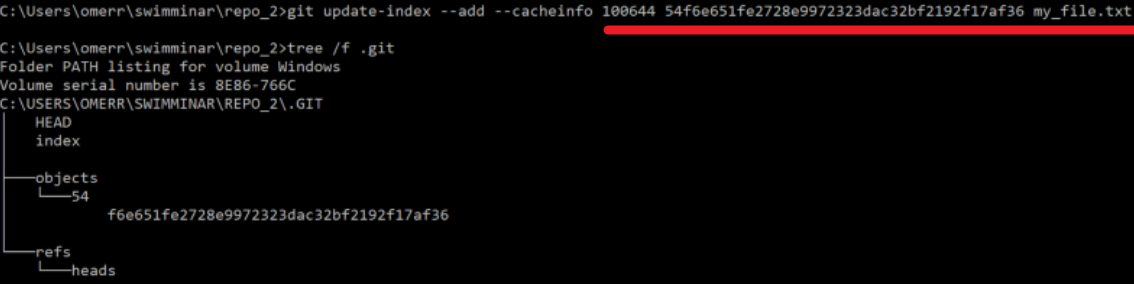 C:\Users\omerr\swimminar\repo_2>git update-index --add --cacheinfo 100644 54f6e651fe2728e9972323dac32bf2192f17af36 my_file.txt
C:\Users\omerr\swimminar\repo_2>tree /f .git
Folder PATH listing for volume Windows
Volume serial number is 8E86-766C
C:\USERS\OMERR\SWIMMINAR\REPO_2\.GIT
HEAD
index
objects
54
f6e651fe2728e9972323dac32bf2192f17af36
refs
heads